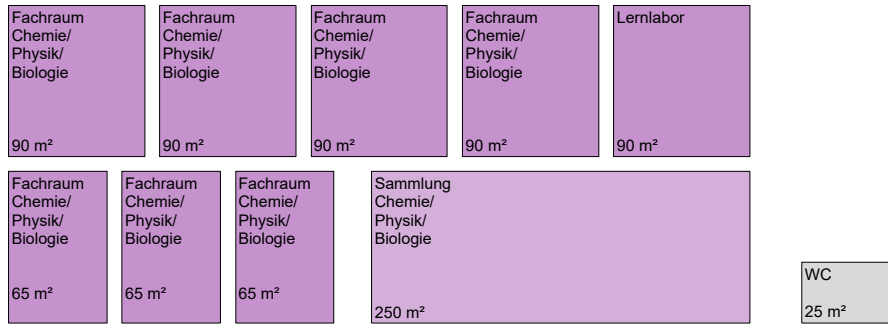 Fachraum
Chemie/
Physik/
Biologie
90 m²
Fachraum
Chemie/
Physik/
Biologie
90 m²
Fachraum
Chemie/
Physik/
Biologie
90 m²
Fachraum
Chemie/
Physik/
Biologie
90 m²
Lernlabor
90 m²
Fachraum
Chemie/
Physik/
Biologie
65 m²
Fachraum
Chemie/
Physik/
Biologie
65 m²
Fachraum
Chemie/
Physik/
Biologie
65 m²
Sammlung
Chemie/
Physik/
Biologie
250 m²
WC
25 m²